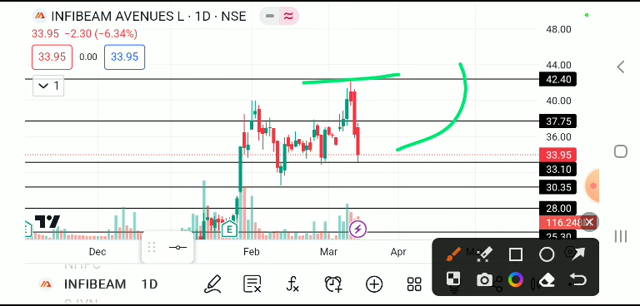 INFIBEAM AVENUES L · 1D · NSE
33.95 −2.30 (−6.34%)
33.95 0.00 33.95
1
48.00
44.00
42.40
40.00
37.75
36.00
33.95
33.10
30.35
28.00
116.248
25.30
E
E
Dec
Feb
Mar
Apr
INFIBEAM 1D